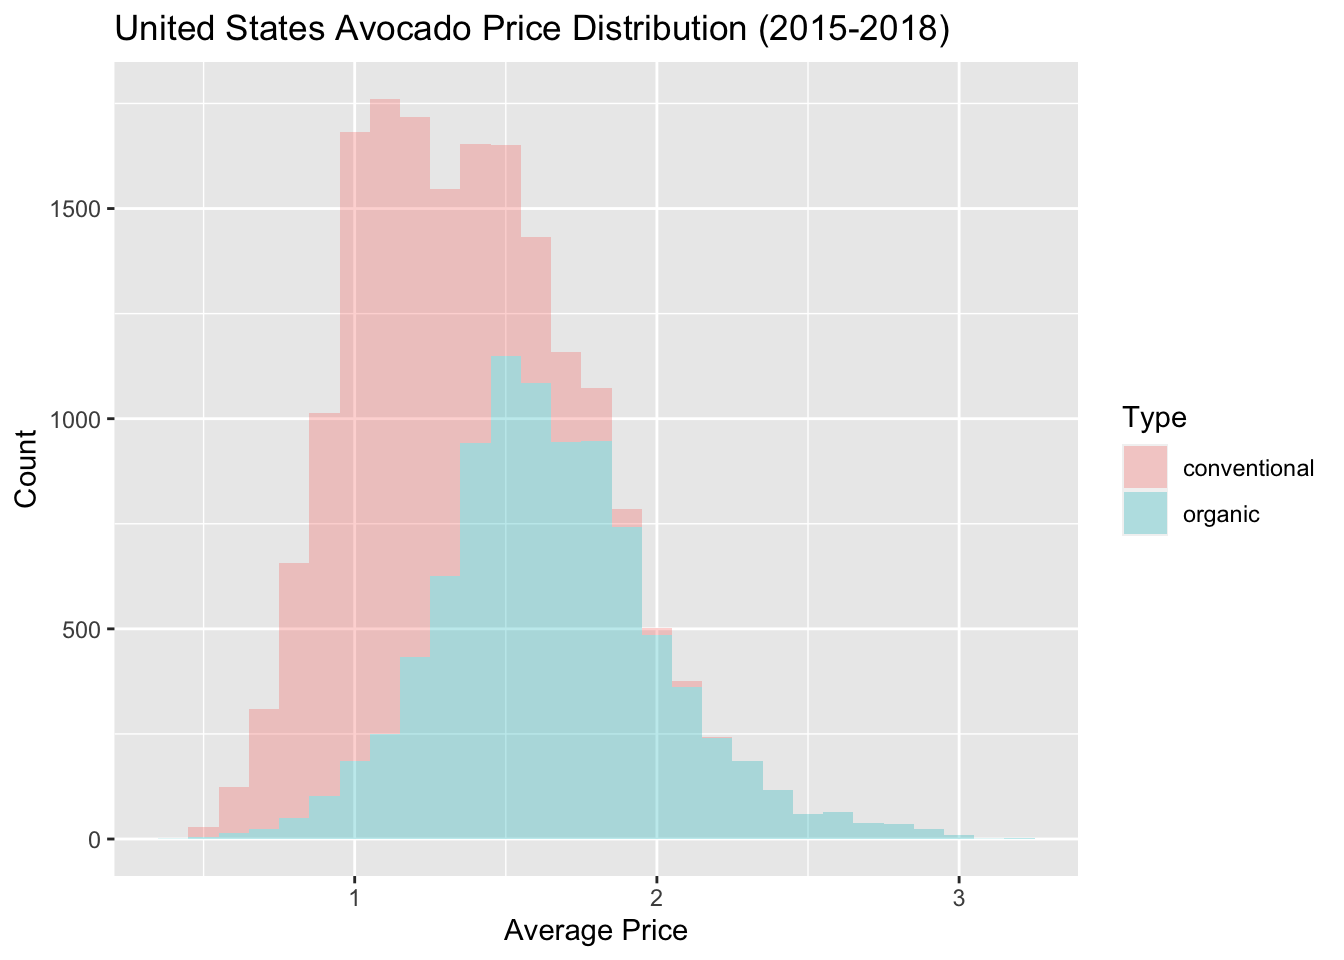 United States Avocado Price Distribution (2015-2018)
1500
1000
500
0
Count
1 2 3
Average Price
Type
conventional
organic